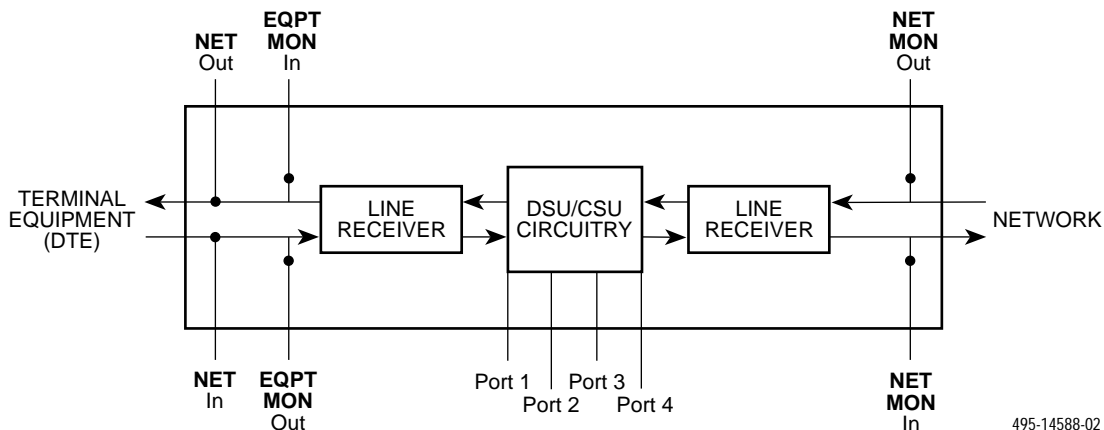 NET
Out
EQPT
MON
In
NET
MON
Out
TERMINAL
EQUIPMENT
(DTE)
LINE
RECEIVER
DSU/CSU
CIRCUITRY
LINE
RECEIVER
NETWORK
NET
In
EQPT
MON
Out
Port 1
Port 2
Port 3
Port 4
NET
MON
In
495-14588-02